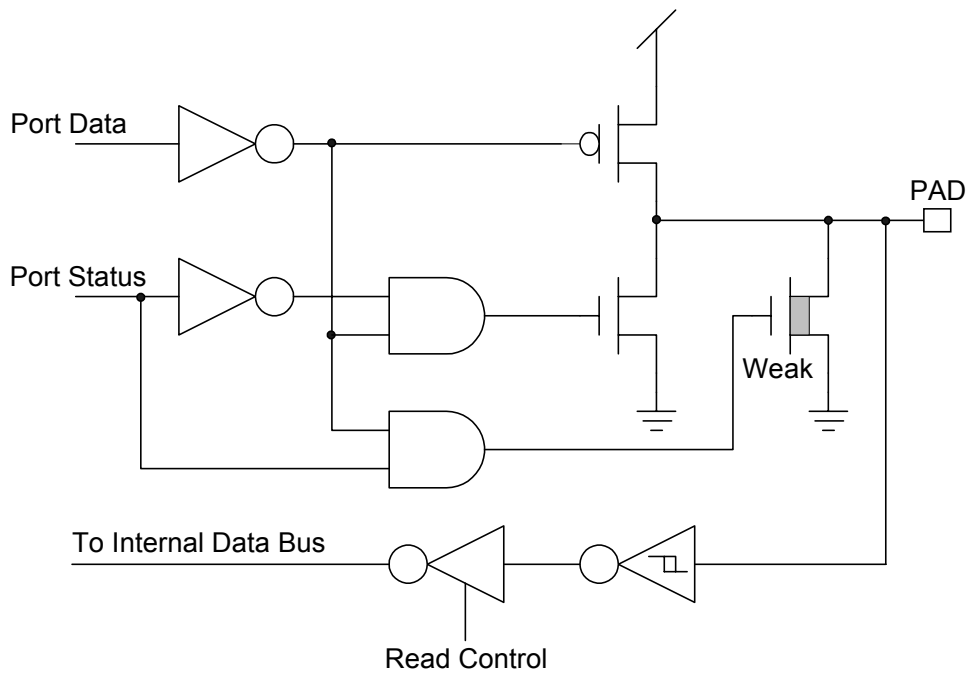 Port Data
PAD
Port Status
Weak
To Internal Data Bus
Read Control